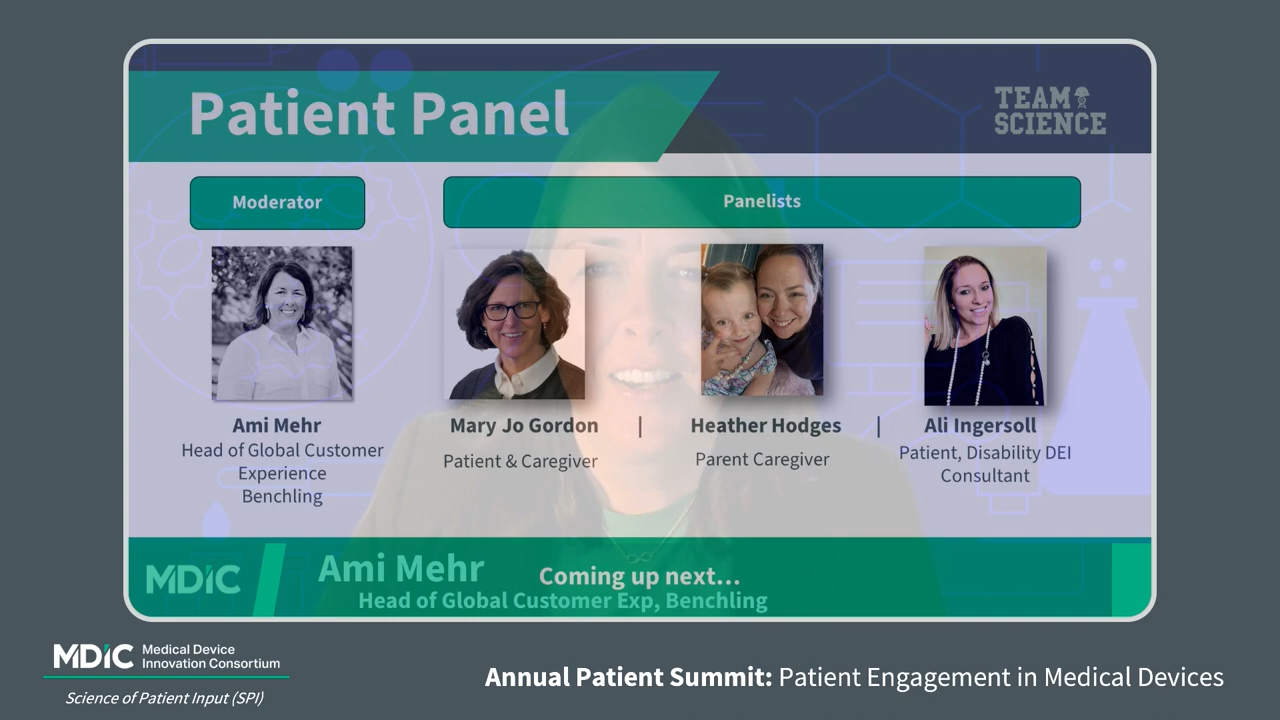 Patient Panel
TEAM
SCIENCE
Moderator
Panelists
Ami Mehr
Head of Global Customer
Experience
Benchling
Mary Jo Gordon
Patient & Caregiver
|
Heather Hodges
Parent Caregiver
|
Ali Ingersoll
Patient, Disability DEI
Consultant
MDIC
Ami Mehr
Coming up next...
Head of Global Customer Exp, Benchling
MDIC
Medical Device
Innovation Consortium
Science of Patient Input (SPI)
Annual Patient Summit: Patient Engagement in Medical Devices